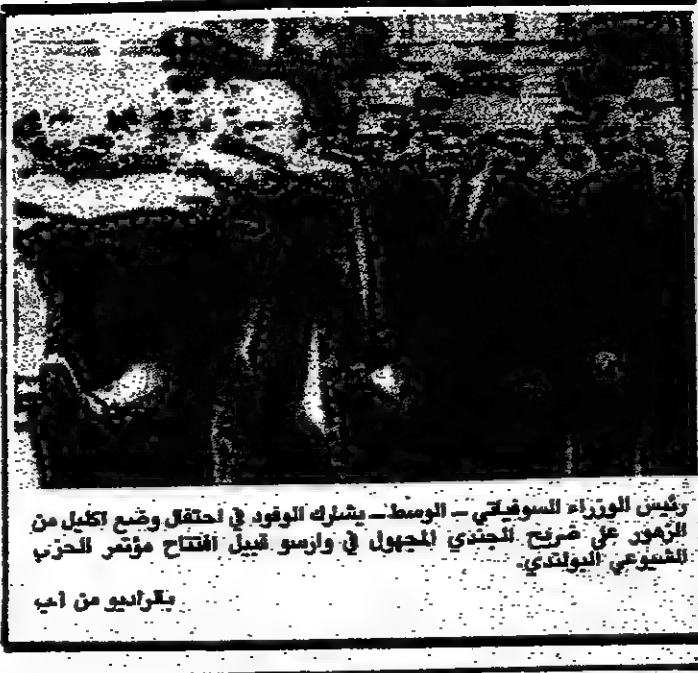 رئيس الوزراء السوفياتي – الوسط – يشارك الوفود في احتفال وضع اكليل من
الزهور على ضريح الجندي المجهول في وارسو قبيل افتتاح مؤتمر الحزب
الشيوعي البولندي.
بالراديو من اب